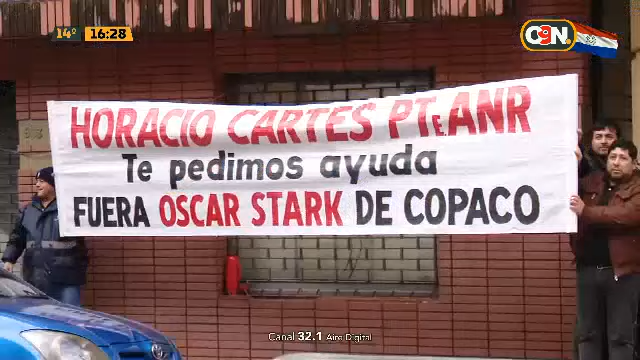 14° 16:28
C9N
HORACIO CARTES PTE ANR
Te pedimos ayuda
FUERA OSCAR STARK DE COPACO
Canal 32.1 Aire Digital